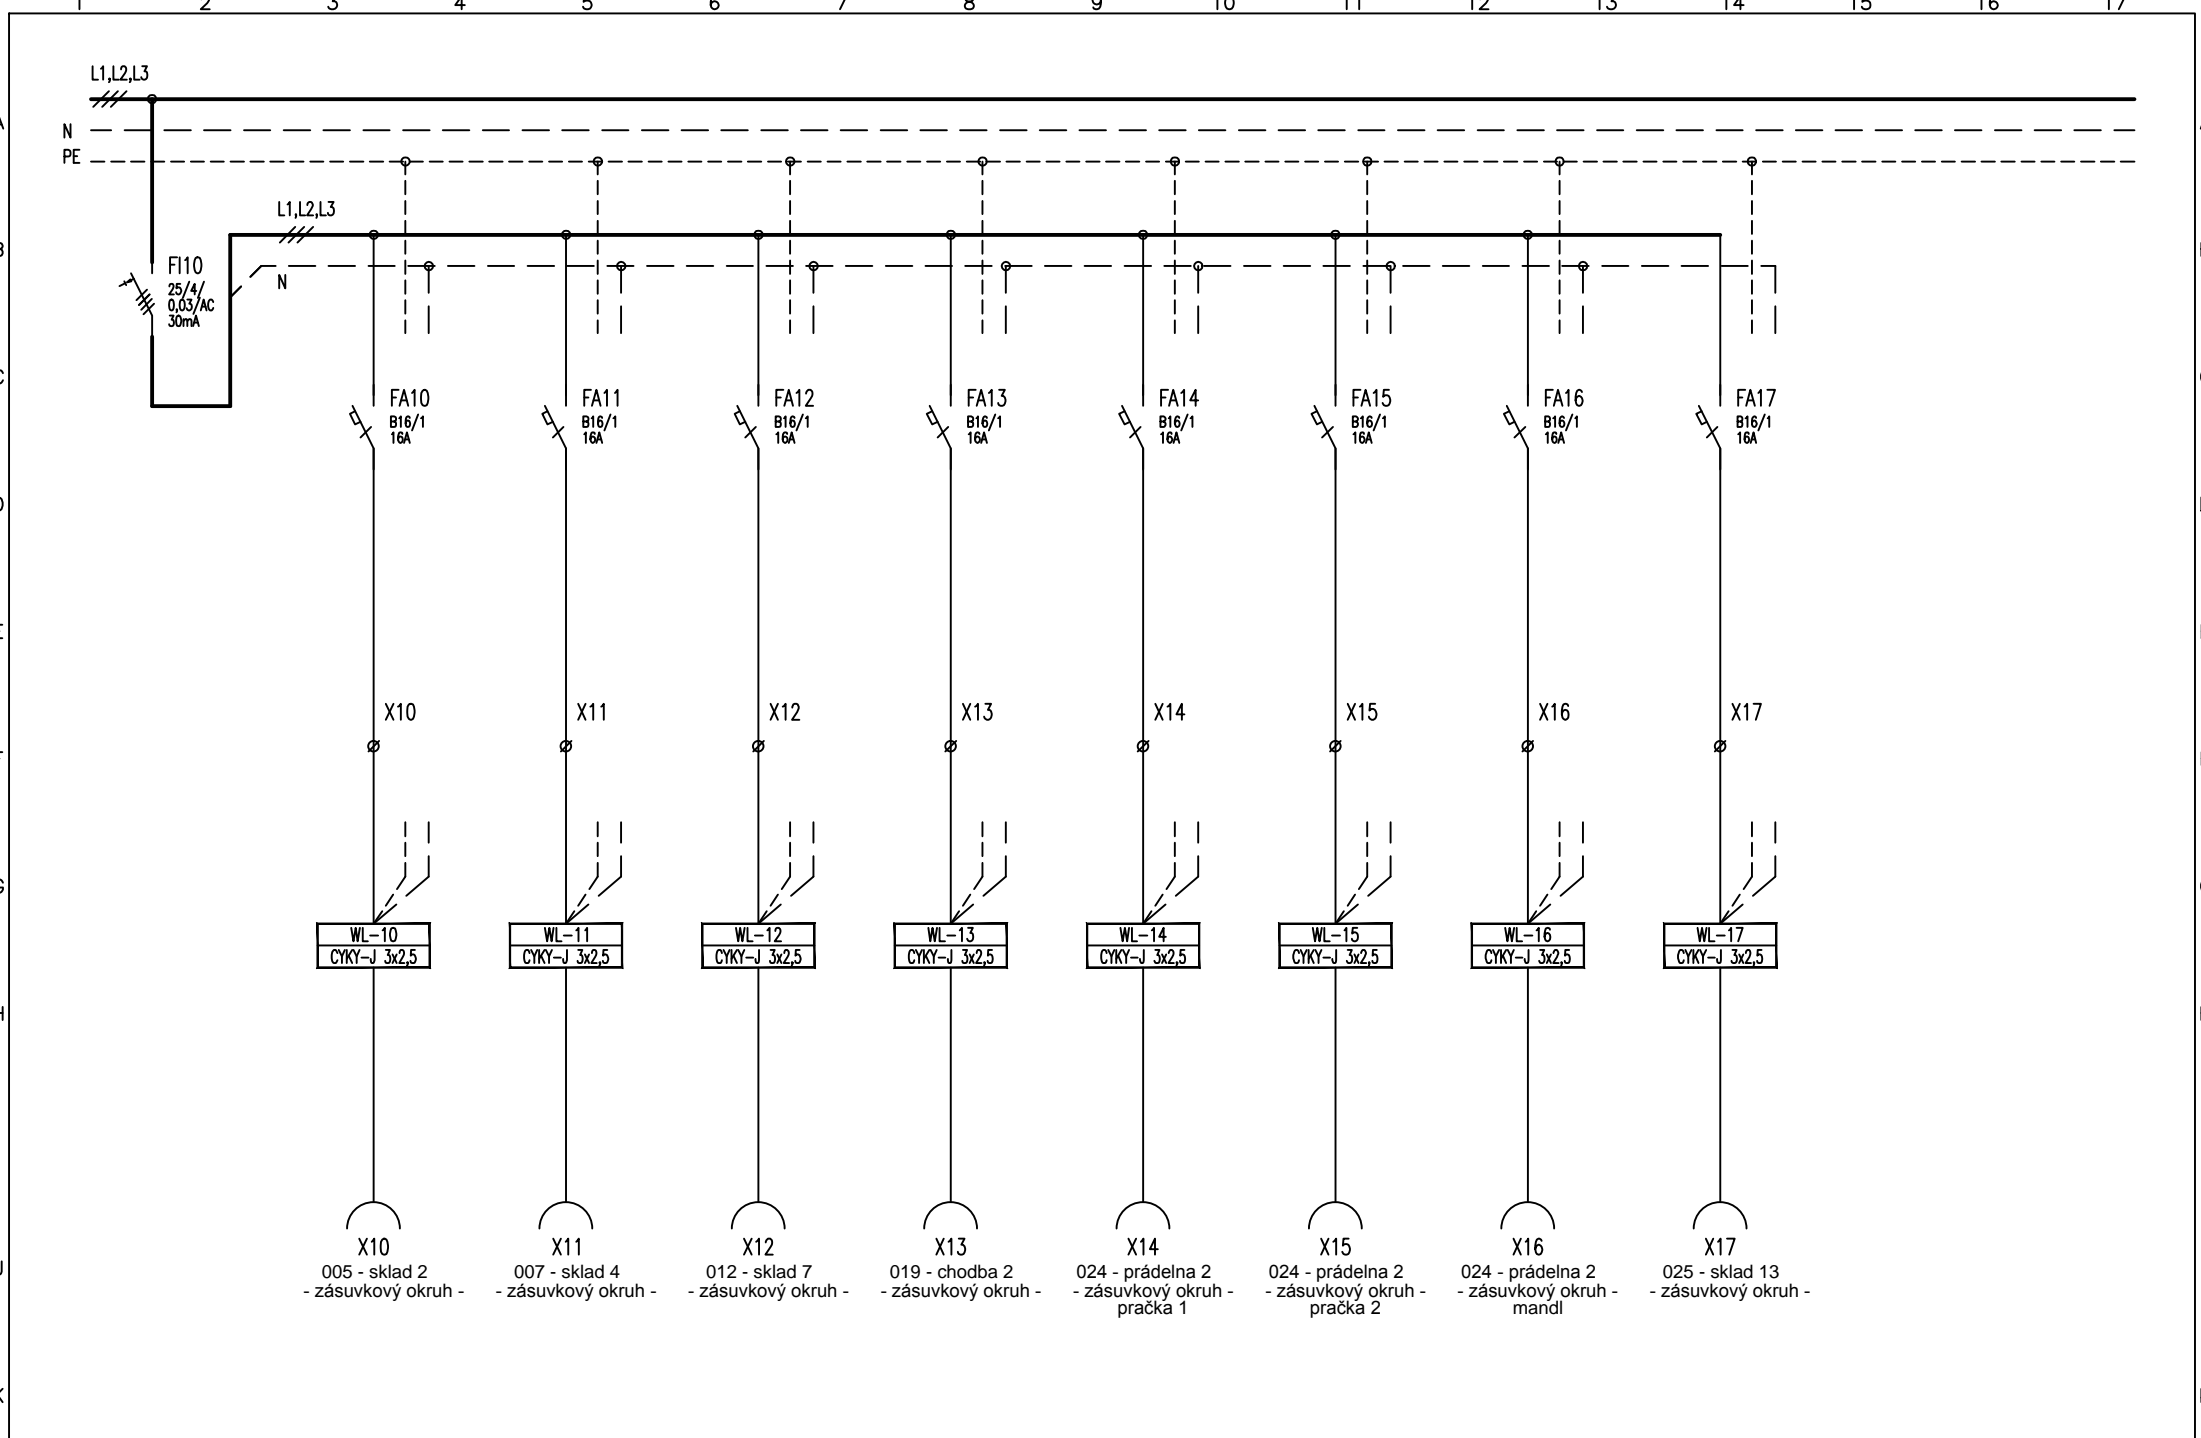 1 2 3 4 5 6 7 8 9 10 11 12 13 14 15 16 17
L1,L2,L3
A
N
PE
L1,L2,L3
B
N
FI10
25/4/
0,03/AC
30mA
C
FA10 FA11 FA12 FA13 FA14 FA15 FA16 FA17
B16/1 B16/1 B16/1 B16/1 B16/1 B16/1 B16/1 B16/1
16A 16A 16A 16A 16A 16A 16A 16A
D
E
X10 X11 X12 X13 X14 X15 X16 X17
F
G
WL-10 WL-11 WL-12 WL-13 WL-14 WL-15 WL-16 WL-17
CYKY-J 3x2,5 CYKY-J 3x2,5 CYKY-J 3x2,5 CYKY-J 3x2,5 CYKY-J 3x2,5 CYKY-J 3x2,5 CYKY-J 3x2,5 CYKY-J 3x2,5
H
X10 X11 X12 X13 X14 X15 X16 X17
J
005 - sklad 2 007 - sklad 4 012 - sklad 7 019 - chodba 2 024 - prádelna 2 024 - prádelna 2 024 - prádelna 2 025 - sklad 13
- zásuvkový okruh - - zásuvkový okruh - - zásuvkový okruh - - zásuvkový okruh - - zásuvkový okruh - - zásuvkový okruh - - zásuvkový okruh - - zásuvkový okruh -
pračka 1 pračka 2 mandl
K